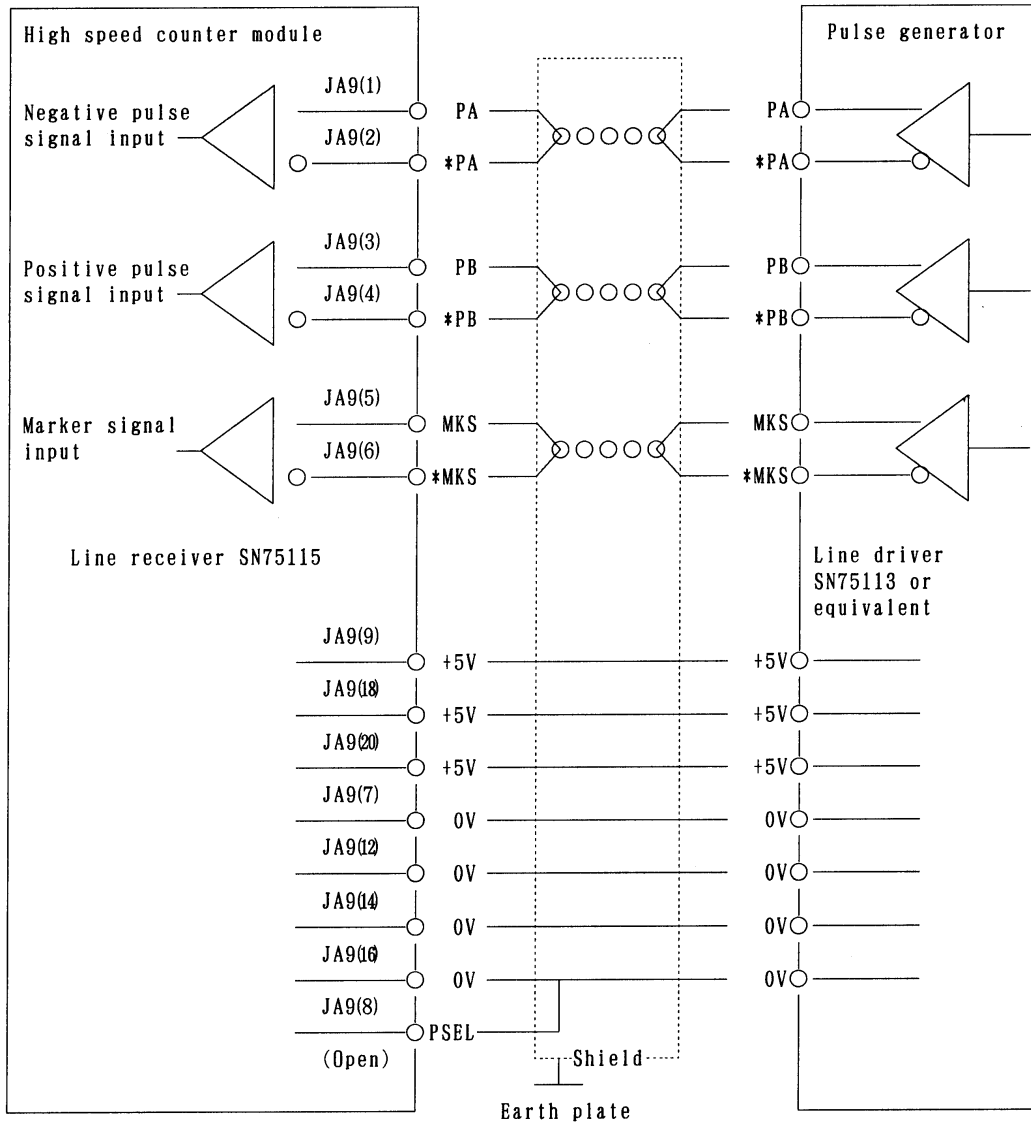 High speed counter module
Pulse generator
JA9(1)
PA
PA
Negative pulse
signal input
JA9(2)
*PA
*PA
JA9(3)
PB
PB
Positive pulse
signal input
JA9(4)
*PB
*PB
JA9(5)
MKS
MKS
Marker signal
input
JA9(6)
*MKS
*MKS
Line receiver SN75115
Line driver
SN75113 or
equivalent
JA9(9)
+5V
+5V
JA9(18)
+5V
+5V
JA9(20)
+5V
+5V
JA9(7)
0V
0V
JA9(12)
0V
0V
JA9(14)
0V
0V
JA9(16)
0V
0V
JA9(8)
PSEL
(Open)
Shield
Earth plate